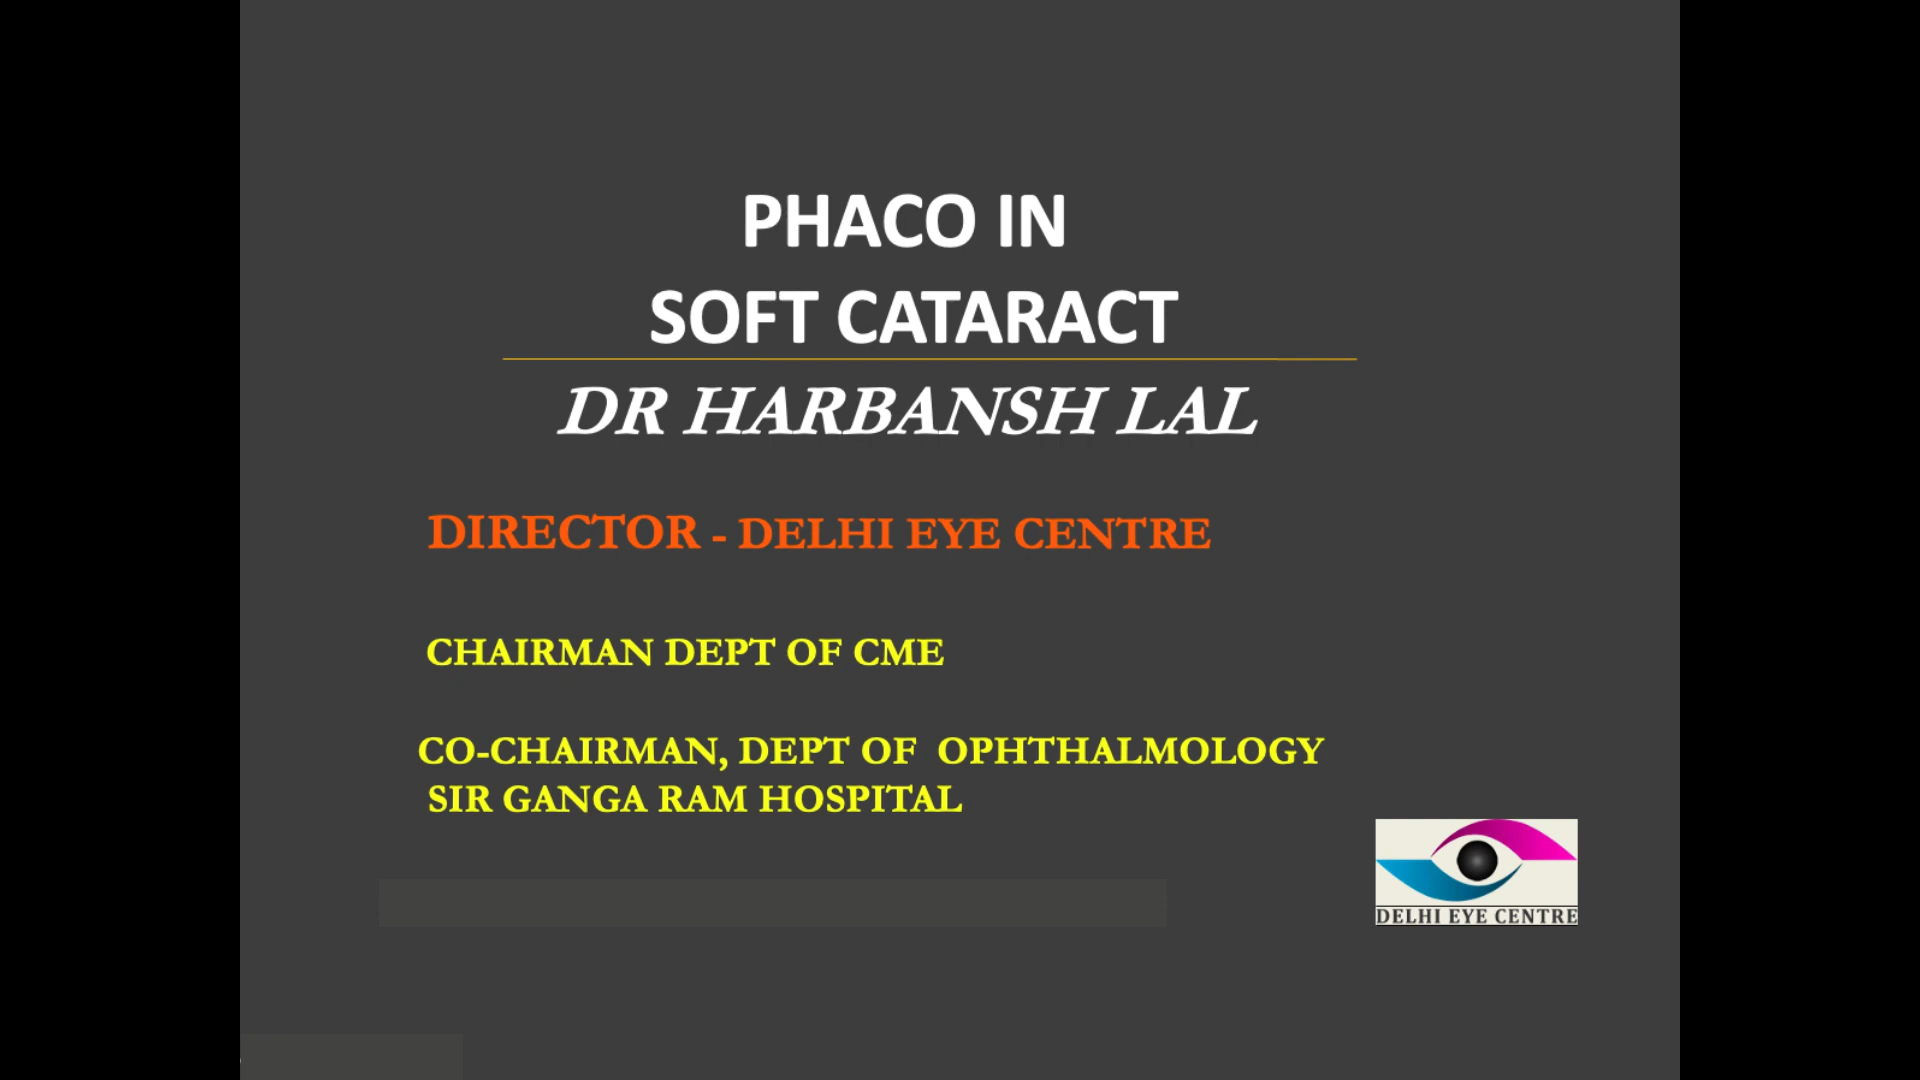 PHACO IN
SOFT CATARACT
DR HARBANSH LAL
DIRECTOR - DELHI EYE CENTRE
CHAIRMAN DEPT OF CME
CO-CHAIRMAN, DEPT OF OPHTHALMOLOGY
SIR GANGA RAM HOSPITAL
DELHI EYE CENTRE